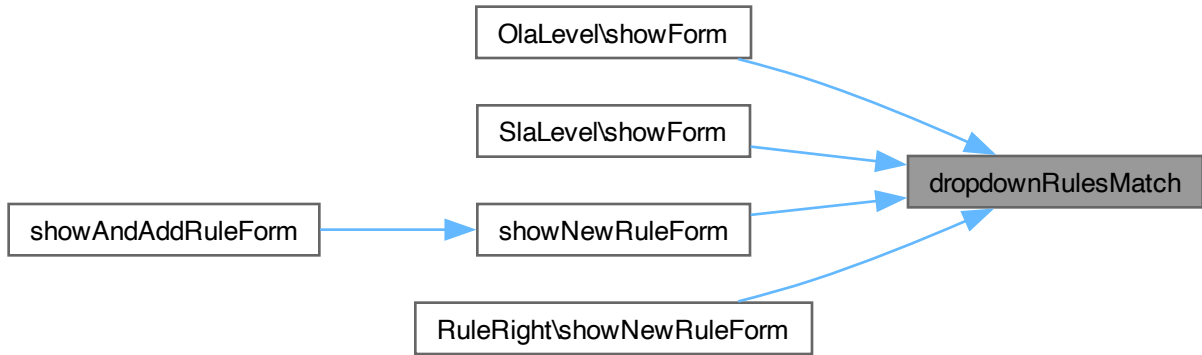 OlaLevel\showForm
SlaLevel\showForm
dropdownRulesMatch
showAndAddRuleForm
showNewRuleForm
RuleRight\showNewRuleForm